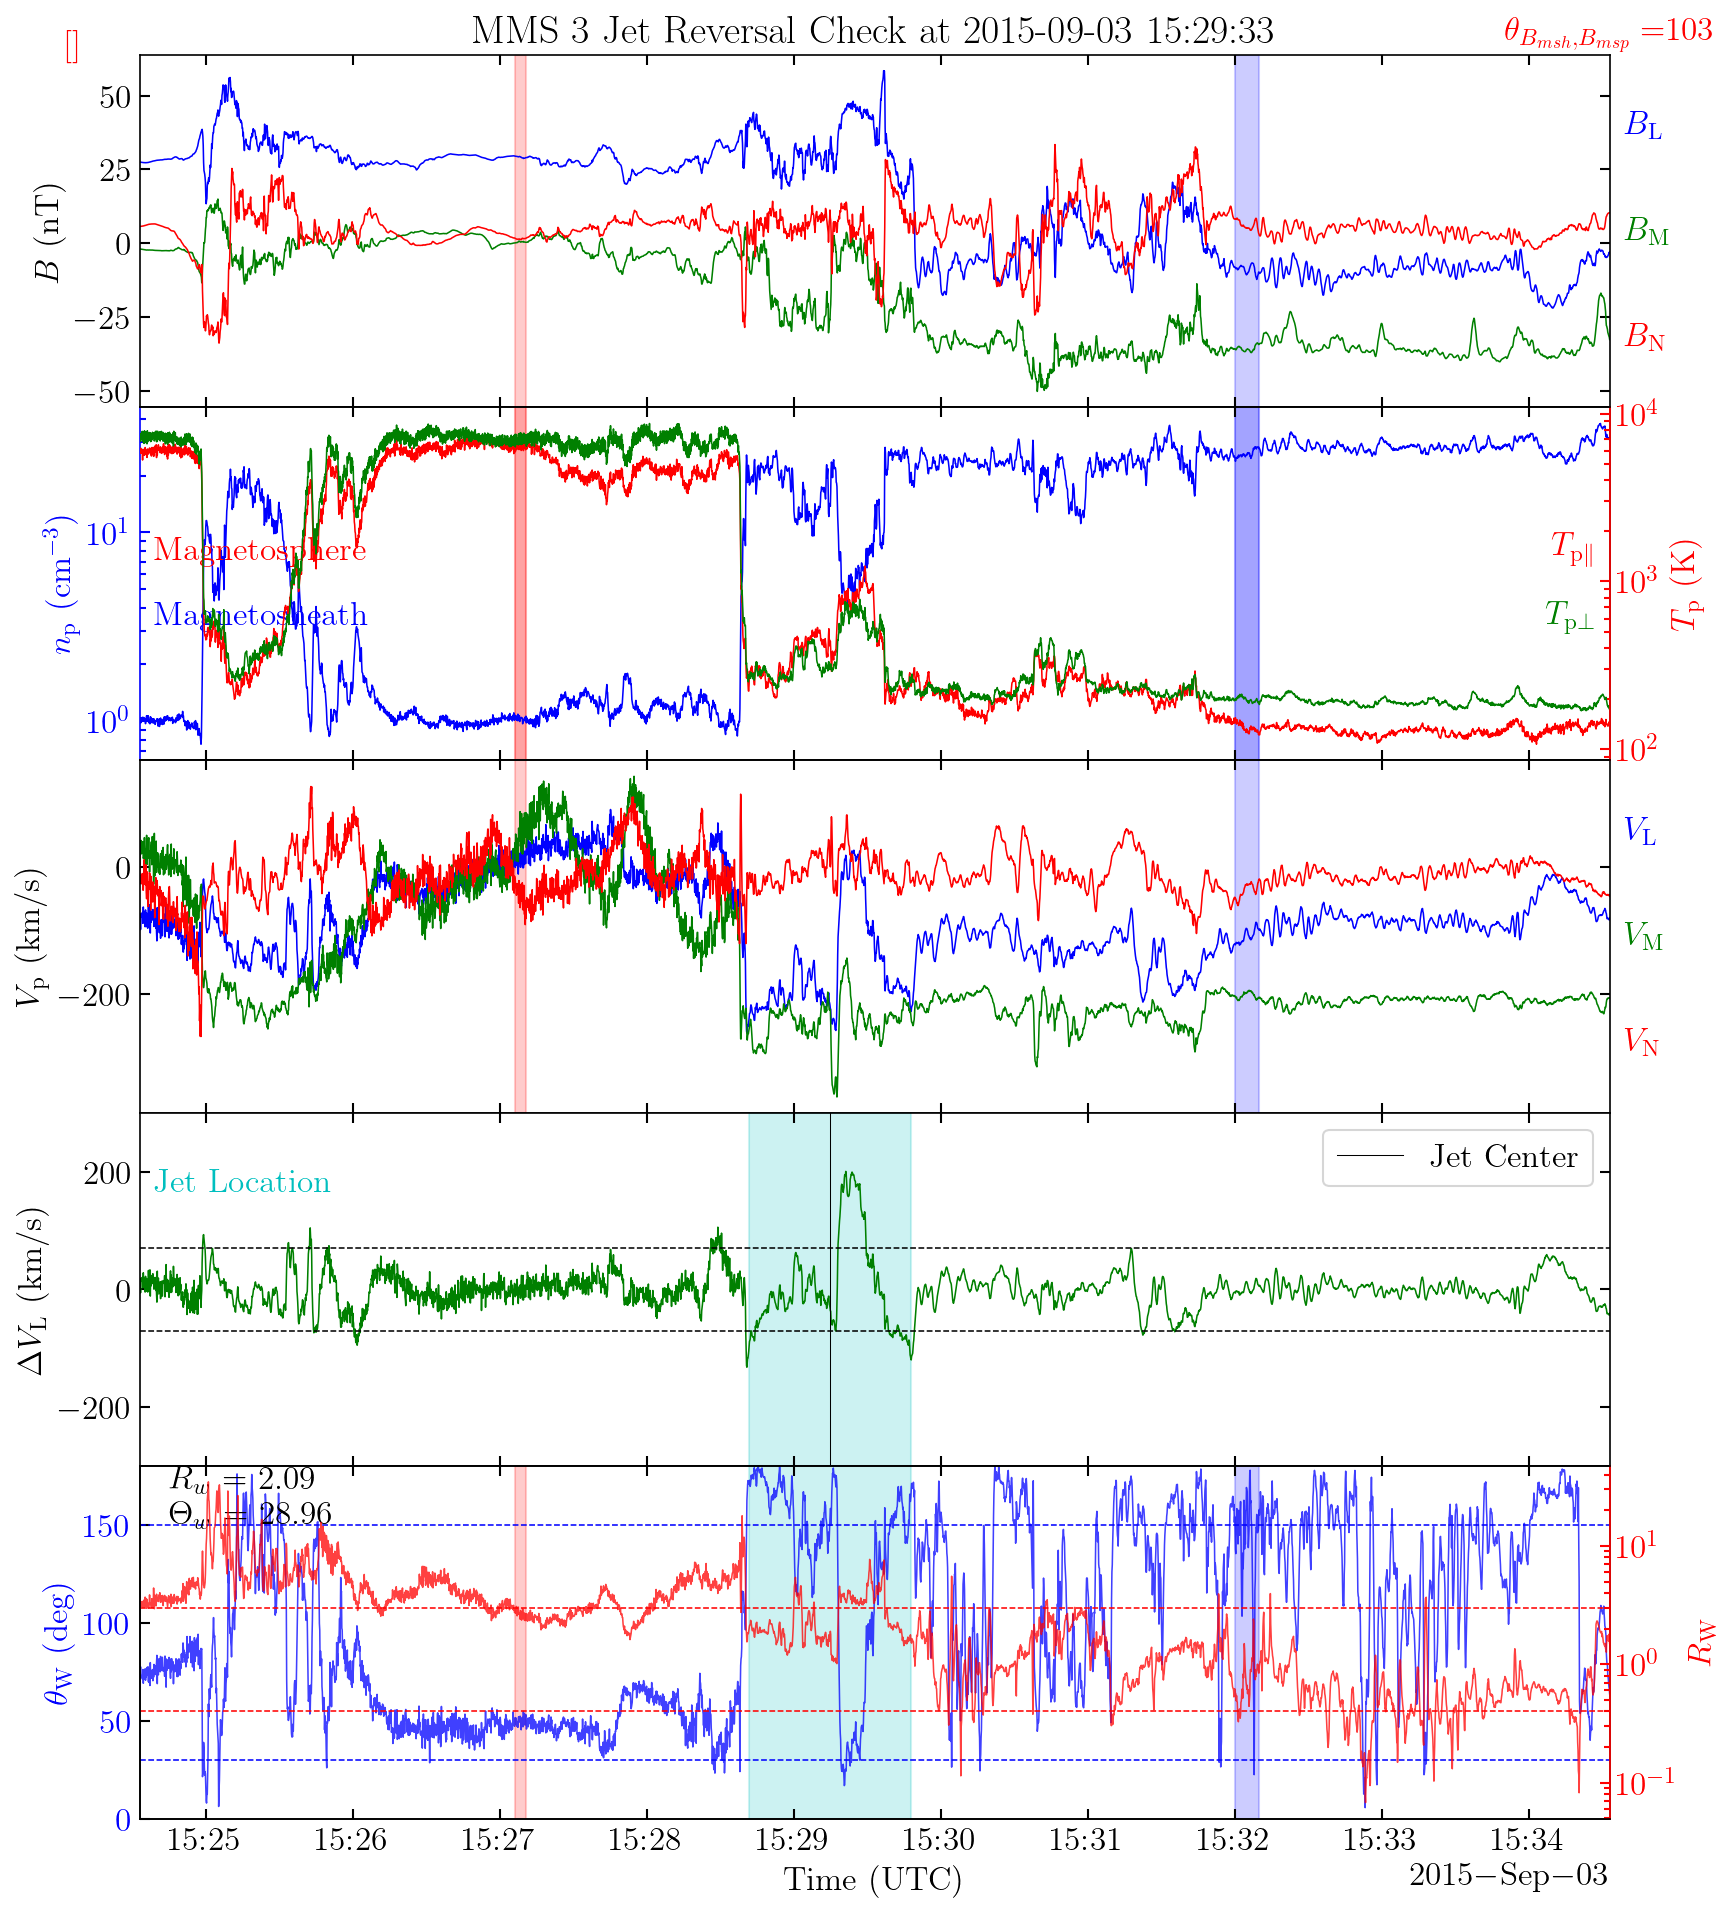 MMS 3 Jet Reversal Check at 2015-09-03 15:29:33
θ_{B_{msh},B_{msp}} =103
[]
B (nT)
50
25
0
−25
−50
B_L
B_M
B_N
n_p (cm^{−3})
10^1
10^0
Magnetosphere
Magnetosheath
T_{p∥}
T_{p⊥}
10^4
10^3
10^2
T_p (K)
V_p (km/s)
0
−200
V_L
V_M
V_N
ΔV_L (km/s)
200
0
−200
Jet Location
Jet Center
R_w = 2.09
Θ_w = 28.96
θ_W (deg)
150
100
50
0
10^1
10^0
10^{−1}
R_W
15:25 15:26 15:27 15:28 15:29 15:30 15:31 15:32 15:33 15:34
Time (UTC)
2015−Sep−03